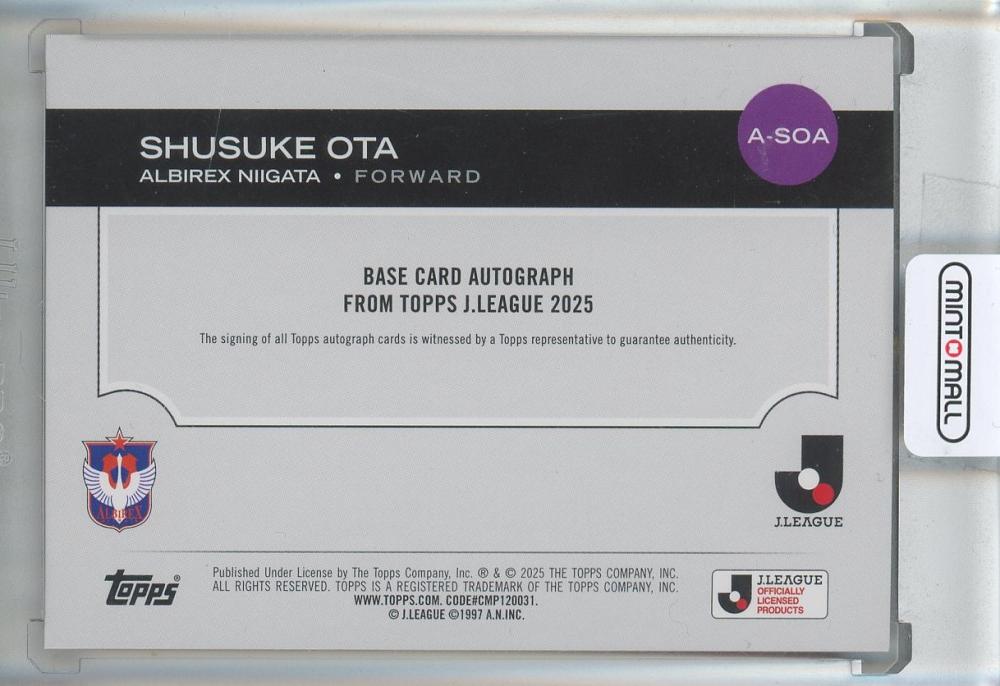 SHUSUKE OTA
ALBIREX NIIGATA • FORWARD
A-SOA
BASE CARD AUTOGRAPH
FROM TOPPS J.LEAGUE 2025
The signing of all Topps autograph cards is witnessed by a Topps representative to guarantee authenticity.
MINTMALL
ALBIREX
J.LEAGUE
topps®
Published Under License by The Topps Company, Inc. ® & © 2025 THE TOPPS COMPANY, INC.
ALL RIGHTS RESERVED. TOPPS IS A REGISTERED TRADEMARK OF THE TOPPS COMPANY, INC.
WWW.TOPPS.COM. CODE#CMP120031.
© J.LEAGUE ©1997 A.N.INC.
J.LEAGUE
OFFICIALLY
LICENSED
PRODUCTS